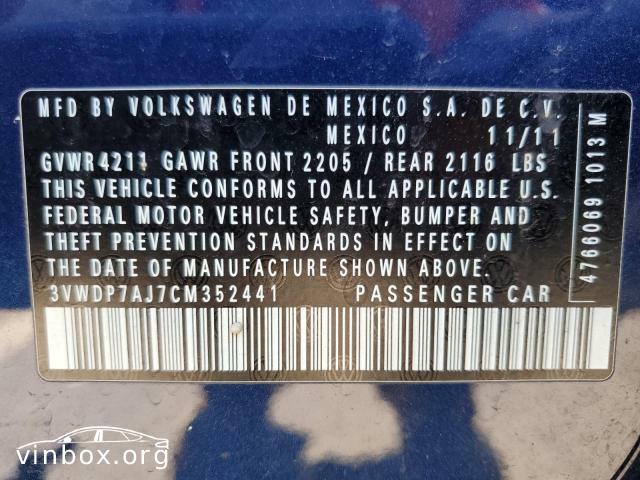 MFD BY VOLKSWAGEN DE MEXICO S.A. DE C.V.
MEXICO 11/11
GVWR 4211 GAWR FRONT 2205 / REAR 2116 LBS
THIS VEHICLE CONFORMS TO ALL APPLICABLE U.S.
FEDERAL MOTOR VEHICLE SAFETY, BUMPER AND
THEFT PREVENTION STANDARDS IN EFFECT ON
THE DATE OF MANUFACTURE SHOWN ABOVE.
3VWDP7AJ7CM352441 PASSENGER CAR
4766069 1013 M
vinbox.org